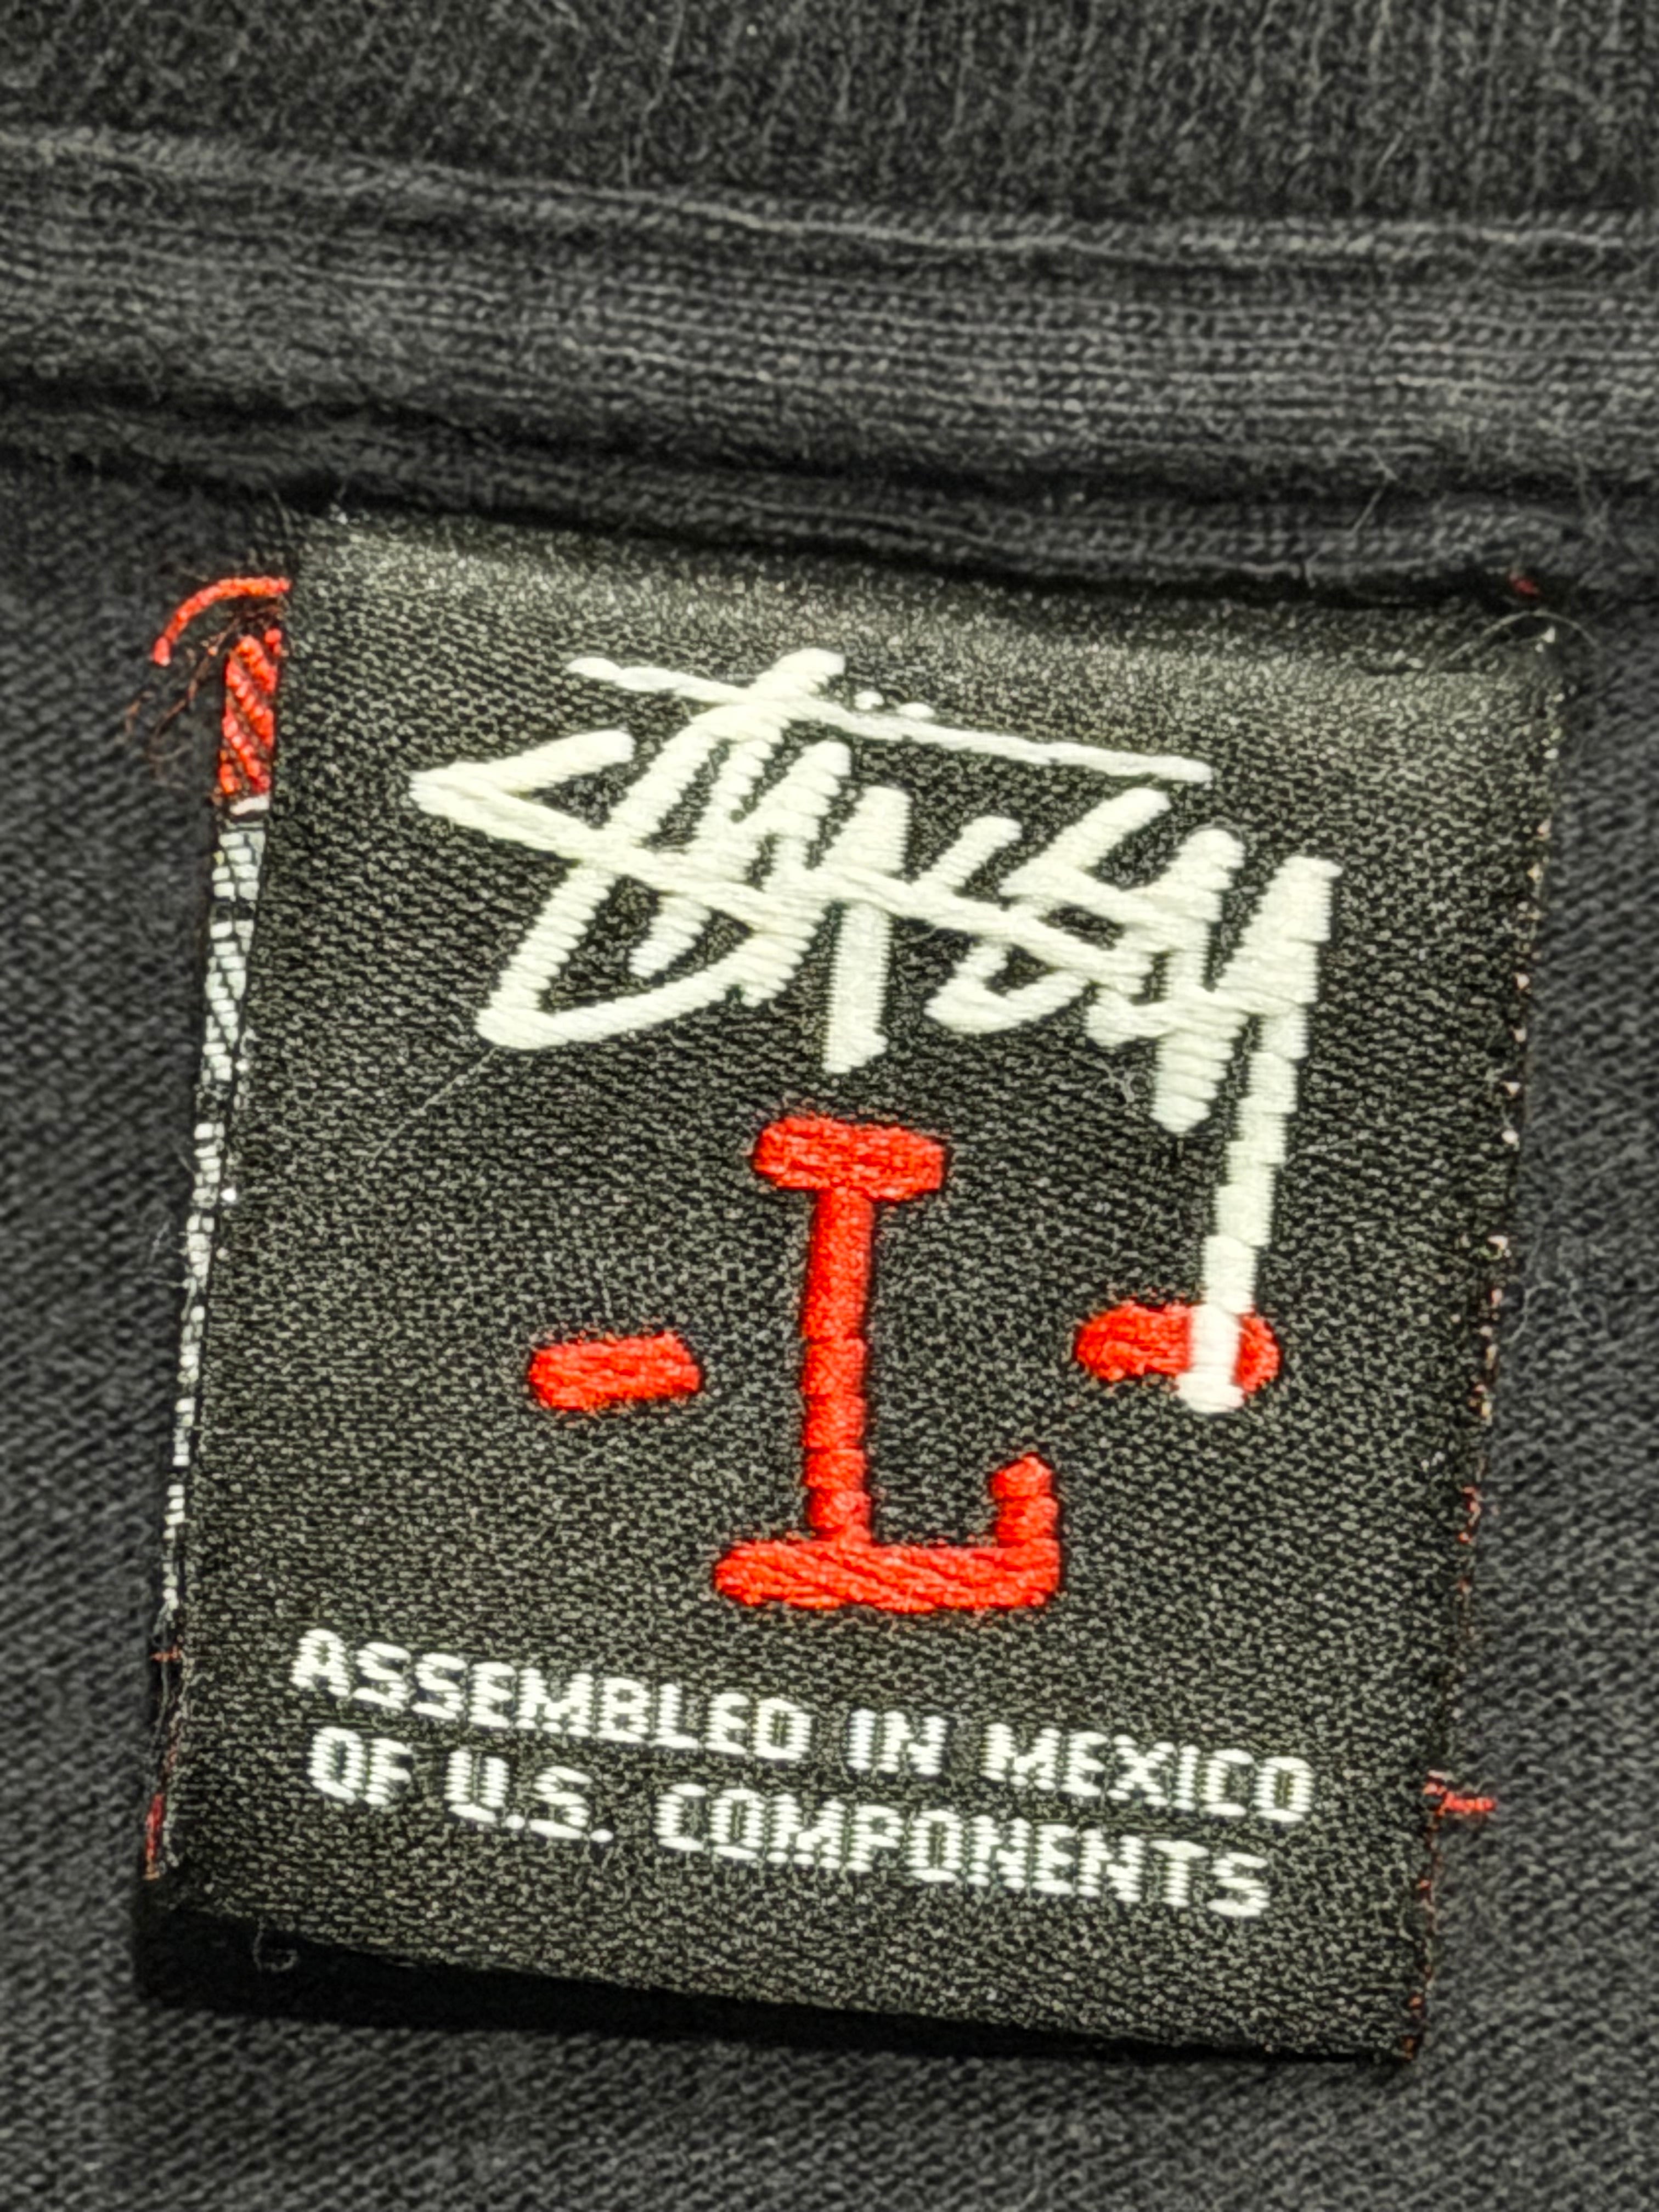 Stüssy
- L -
ASSEMBLED IN MEXICO
OF U.S. COMPONENTS